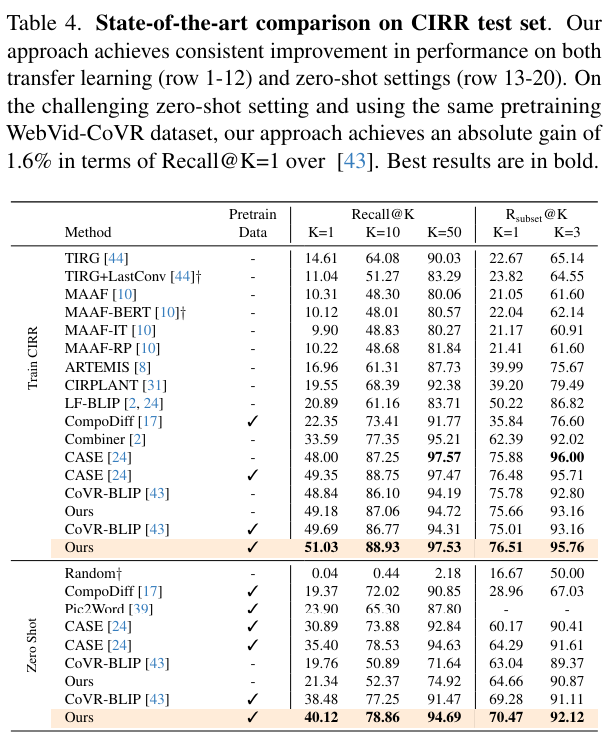 Table 4. State-of-the-art comparison on CIRR test set. Our
approach achieves consistent improvement in performance on both
transfer learning (row 1-12) and zero-shot settings (row 13-20). On
the challenging zero-shot setting and using the same pretraining
WebVid-CoVR dataset, our approach achieves an absolute gain of
1.6% in terms of Recall@K=1 over [43]. Best results are in bold.
Pretrain Recall@K Rsubset@K
Method Data K=1 K=10 K=50 K=1 K=3
Train CIRR
TIRG [44] - 14.61 64.08 90.03 22.67 65.14
TIRG+LastConv [44]† - 11.04 51.27 83.29 23.82 64.55
MAAF [10] - 10.31 48.30 80.06 21.05 61.60
MAAF-BERT [10]† - 10.12 48.01 80.57 22.04 62.14
MAAF-IT [10] - 9.90 48.83 80.27 21.17 60.91
MAAF-RP [10] - 10.22 48.68 81.84 21.41 61.60
ARTEMIS [8] - 16.96 61.31 87.73 39.99 75.67
CIRPLANT [31] - 19.55 68.39 92.38 39.20 79.49
LF-BLIP [2, 24] - 20.89 61.16 83.71 50.22 86.82
CompoDiff [17] ✓ 22.35 73.41 91.77 35.84 76.60
Combiner [2] - 33.59 77.35 95.21 62.39 92.02
CASE [24] - 48.00 87.25 97.57 75.88 96.00
CASE [24] ✓ 49.35 88.75 97.47 76.48 95.71
CoVR-BLIP [43] - 48.84 86.10 94.19 75.78 92.80
Ours - 49.18 87.06 94.72 75.66 93.16
CoVR-BLIP [43] ✓ 49.69 86.77 94.31 75.01 93.16
Ours ✓ 51.03 88.93 97.53 76.51 95.76
Zero Shot
Random† - 0.04 0.44 2.18 16.67 50.00
CompoDiff [17] ✓ 19.37 72.02 90.85 28.96 67.03
Pic2Word [39] ✓ 23.90 65.30 87.80 - -
CASE [24] ✓ 30.89 73.88 92.84 60.17 90.41
CASE [24] ✓ 35.40 78.53 94.63 64.29 91.61
CoVR-BLIP [43] - 19.76 50.89 71.64 63.04 89.37
Ours - 21.34 52.37 74.92 64.66 90.87
CoVR-BLIP [43] ✓ 38.48 77.25 91.47 69.28 91.11
Ours ✓ 40.12 78.86 94.69 70.47 92.12